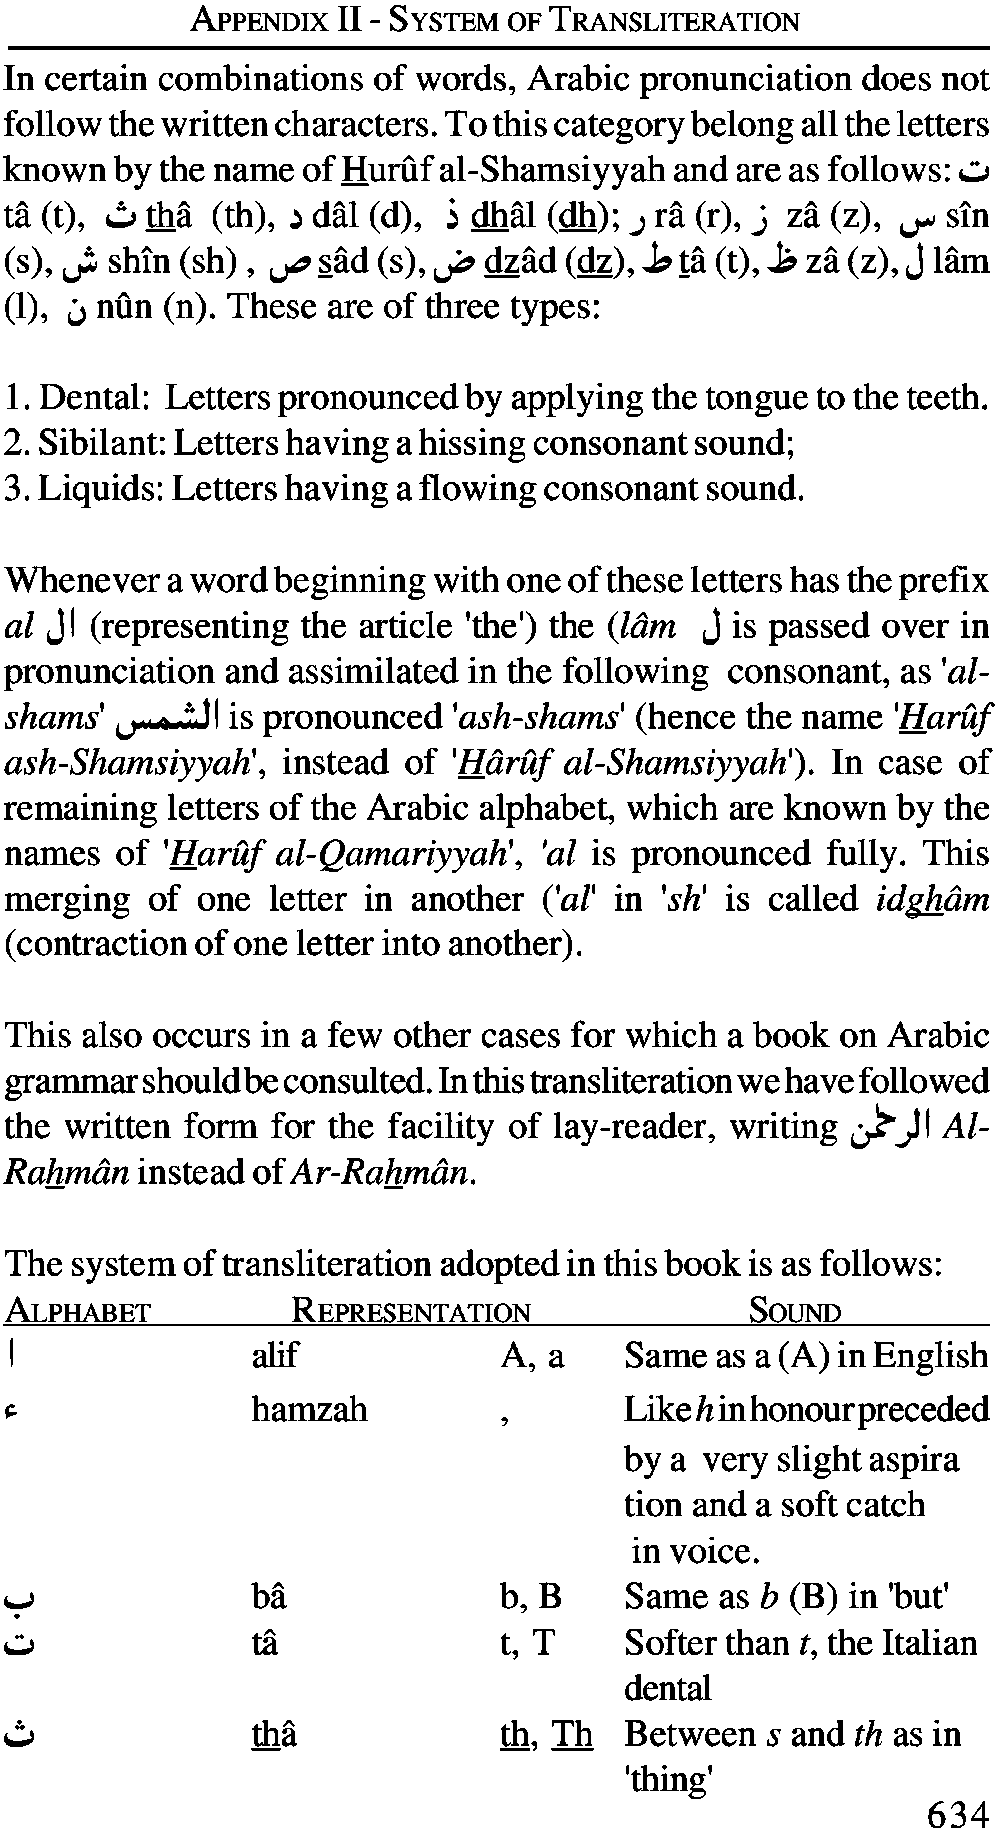 APPENDIX II - SYSTEM OF TRANSLITERATION
In certain combinations of words, Arabic pronunciation does not
follow the written characters. To this category belong all the letters
known by the name of Hurûf al-Shamsiyyah and are as follows: ت
tâ (t), ث thâ (th), د dâl (d), ذ dhâl (dh); ر râ (r), ز zâ (z), س sîn
(s), ش shîn (sh) , ص sâd (s), ض dzâd (dz), ط tâ (t), ظ zâ (z), ل lâm
(l), ن nûn (n). These are of three types:
1. Dental: Letters pronounced by applying the tongue to the teeth.
2. Sibilant: Letters having a hissing consonant sound;
3. Liquids: Letters having a flowing consonant sound.
Whenever a word beginning with one of these letters has the prefix
al ال (representing the article 'the') the (lâm ل is passed over in
pronunciation and assimilated in the following consonant, as 'al-
shams' الشمس is pronounced 'ash-shams' (hence the name 'Harûf
ash-Shamsiyyah', instead of 'Hârûf al-Shamsiyyah'). In case of
remaining letters of the Arabic alphabet, which are known by the
names of 'Harûf al-Qamariyyah', 'al is pronounced fully. This
merging of one letter in another ('al' in 'sh' is called idghâm
(contraction of one letter into another).
This also occurs in a few other cases for which a book on Arabic
grammar should be consulted. In this transliteration we have followed
the written form for the facility of lay-reader, writing الرحمٰن Al-
Rahmân instead of Ar-Rahmân.
The system of transliteration adopted in this book is as follows:
ALPHABET REPRESENTATION SOUND
ا alif A, a Same as a (A) in English
ء hamzah , Like h in honour preceded
by a very slight aspira
tion and a soft catch
in voice.
ب bâ b, B Same as b (B) in 'but'
ت tâ t, T Softer than t, the Italian
dental
ث thâ th, Th Between s and th as in
'thing'
634